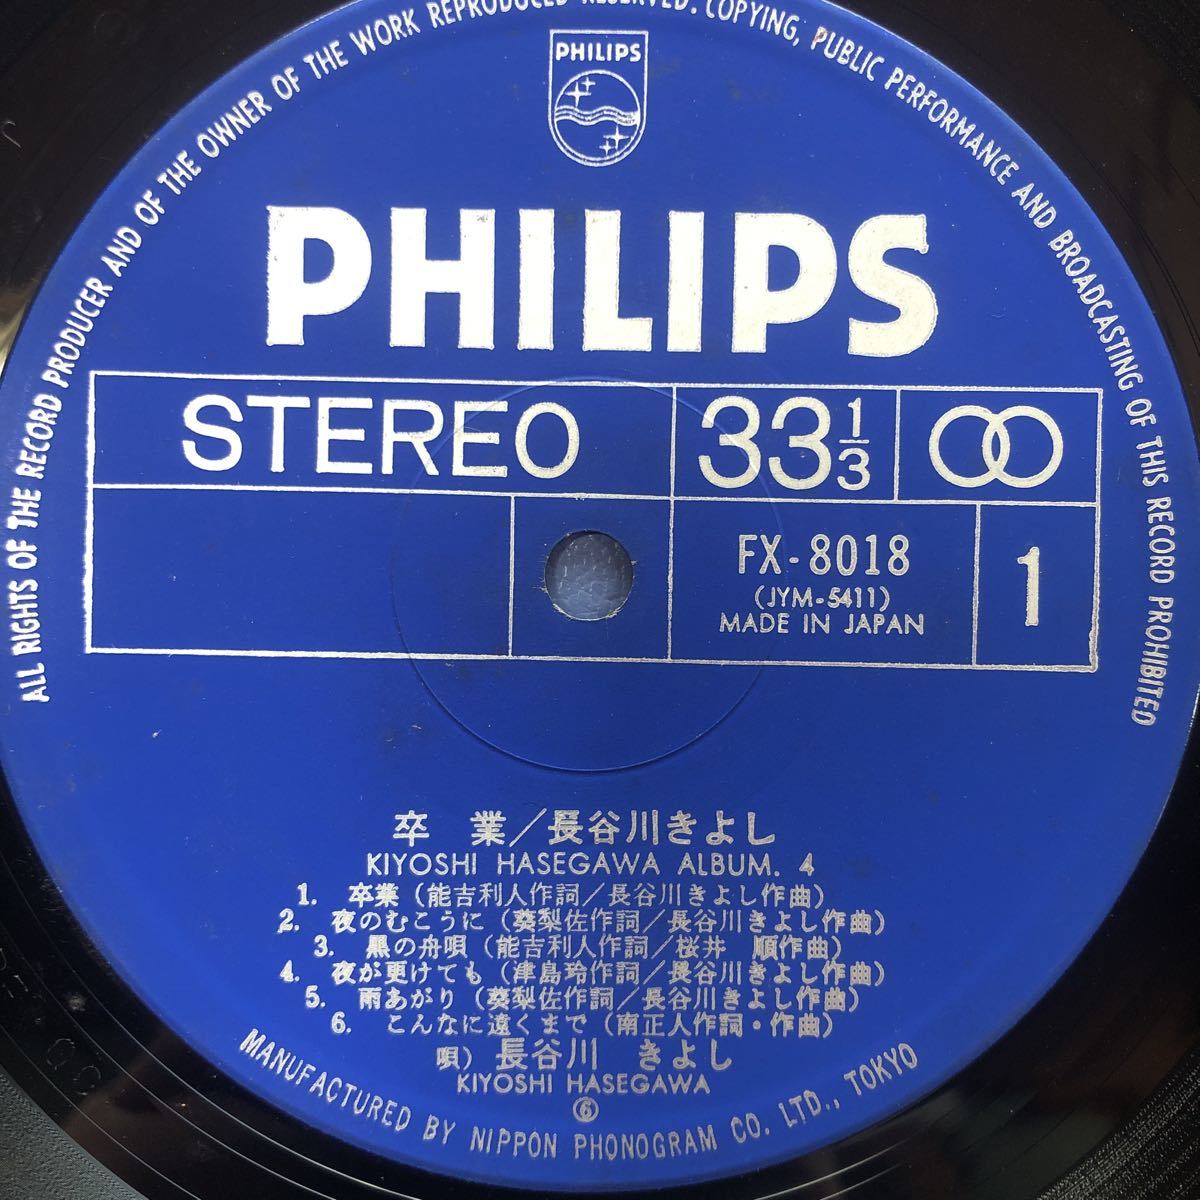 ALL RIGHTS OF THE RECORD PRODUCER AND OF THE OWNER OF THE WORK REPRODUCED RESERVED. COPYING, PUBLIC PERFORMANCE AND BROADCASTING OF THIS RECORD PROHIBITED
PHILIPS
PHILIPS
STEREO
33 1/3
FX-8018
(JYM-5411)
MADE IN JAPAN
1
卒 業／長谷川きよし
KIYOSHI HASEGAWA ALBUM. 4
1. 卒業（能吉利人作詞／長谷川きよし作曲）
2. 夜のむこうに（葵梨佐作詞／長谷川きよし作曲）
3. 黒の舟唄（能吉利人作詞／桜井 順作曲）
4. 夜が更けても（津島玲作詞／長谷川きよし作曲）
5. 雨あがり（葵梨佐作詞／長谷川きよし作曲）
6. こんなに遠くまで（南正人作詞・作曲）
唄）長谷川 きよし
KIYOSHI HASEGAWA
⑥
MANUFACTURED BY NIPPON PHONOGRAM CO. LTD., TOKYO